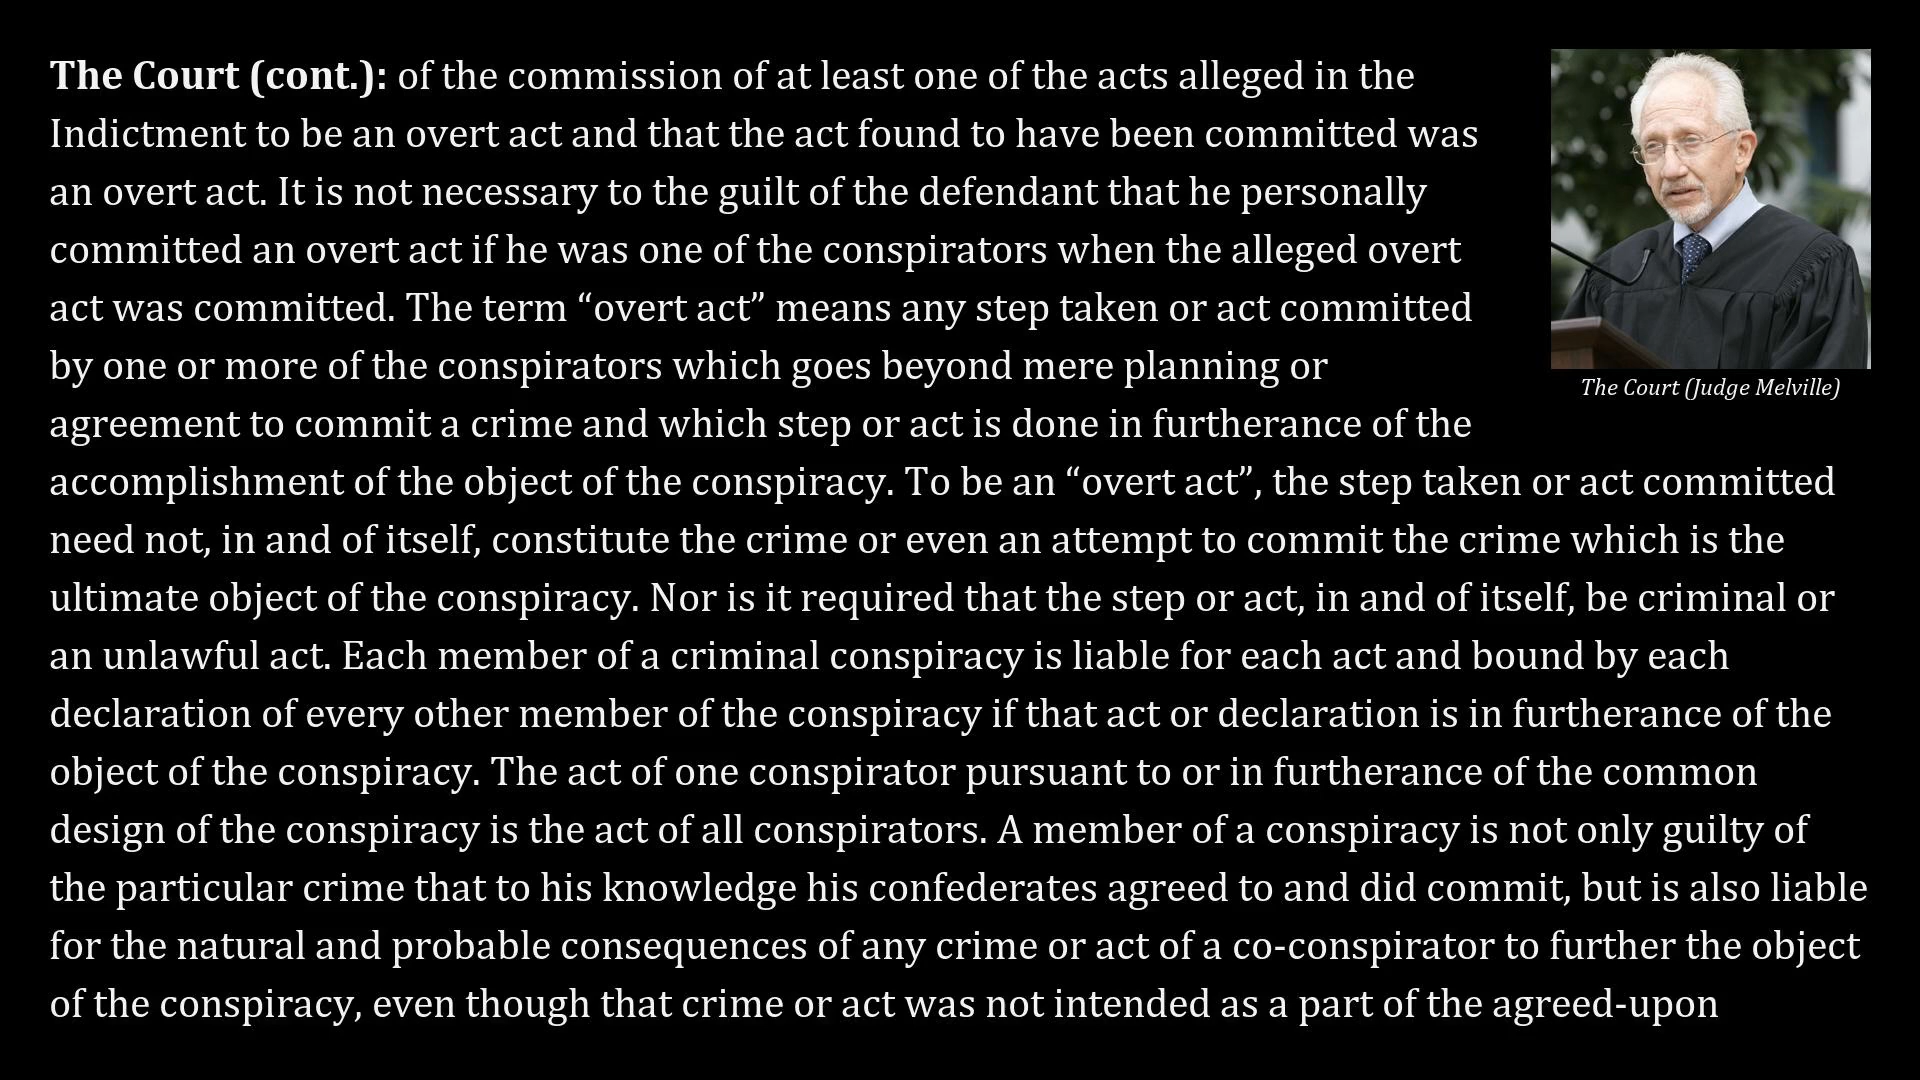 The Court (cont.): of the commission of at least one of the acts alleged in the
Indictment to be an overt act and that the act found to have been committed was
an overt act. It is not necessary to the guilt of the defendant that he personally
committed an overt act if he was one of the conspirators when the alleged overt
act was committed. The term “overt act” means any step taken or act committed
by one or more of the conspirators which goes beyond mere planning or
agreement to commit a crime and which step or act is done in furtherance of the
accomplishment of the object of the conspiracy. To be an “overt act”, the step taken or act committed
need not, in and of itself, constitute the crime or even an attempt to commit the crime which is the
ultimate object of the conspiracy. Nor is it required that the step or act, in and of itself, be criminal or
an unlawful act. Each member of a criminal conspiracy is liable for each act and bound by each
declaration of every other member of the conspiracy if that act or declaration is in furtherance of the
object of the conspiracy. The act of one conspirator pursuant to or in furtherance of the common
design of the conspiracy is the act of all conspirators. A member of a conspiracy is not only guilty of
the particular crime that to his knowledge his confederates agreed to and did commit, but is also liable
for the natural and probable consequences of any crime or act of a co-conspirator to further the object
of the conspiracy, even though that crime or act was not intended as a part of the agreed-upon
The Court (Judge Melville)